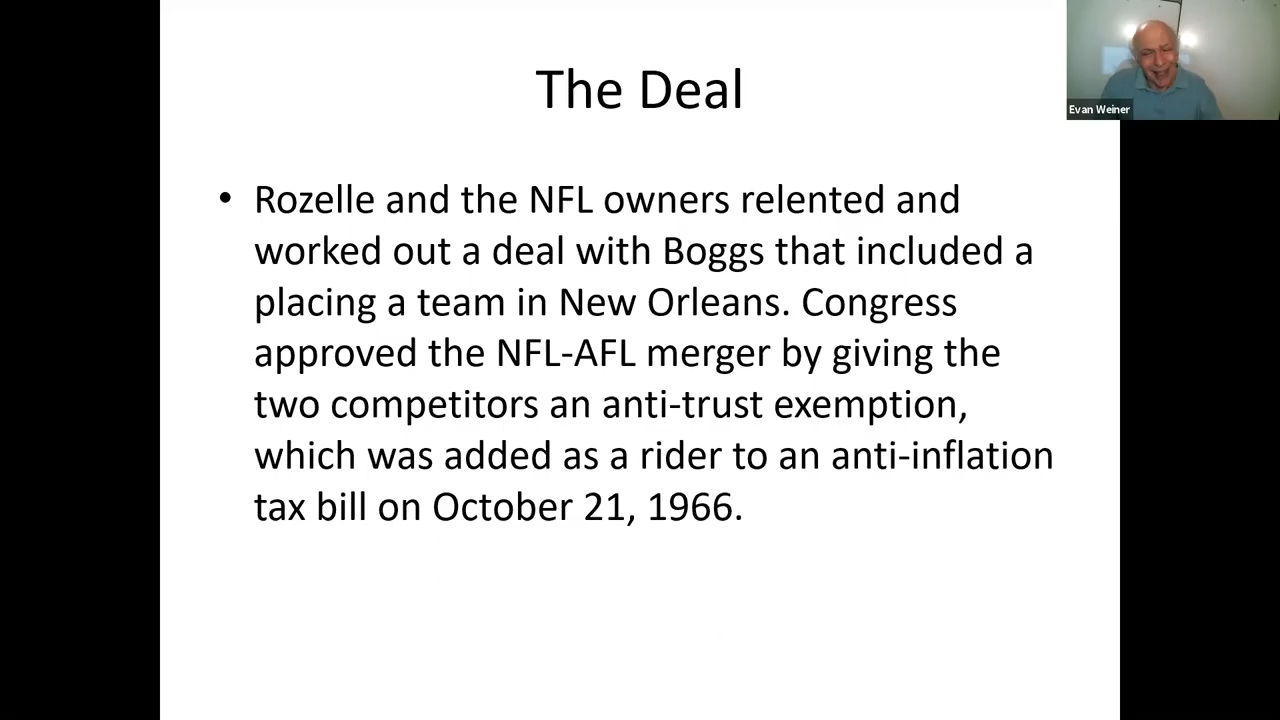 The Deal
Evan Weiner
• Rozelle and the NFL owners relented and
worked out a deal with Boggs that included a
placing a team in New Orleans. Congress
approved the NFL-AFL merger by giving the
two competitors an anti-trust exemption,
which was added as a rider to an anti-inflation
tax bill on October 21, 1966.